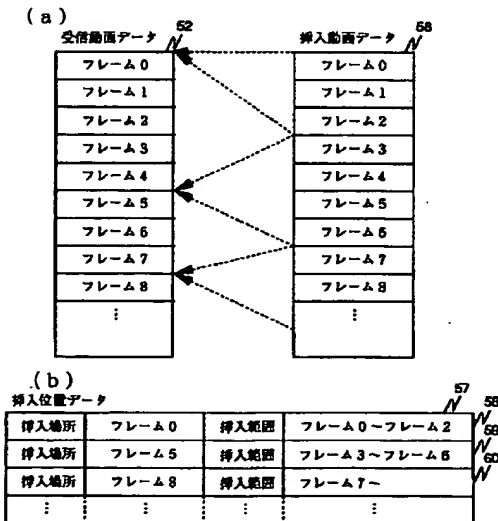 (a)
受信動画データ 52
フレーム0
フレーム1
フレーム2
フレーム3
フレーム4
フレーム5
フレーム6
フレーム7
フレーム8
⋮
挿入動画データ 58
フレーム0
フレーム1
フレーム2
フレーム3
フレーム4
フレーム5
フレーム6
フレーム7
フレーム8
⋮
(b)
挿入位置データ 57
挿入場所 フレーム0 挿入範囲 フレーム0～フレーム2 58
挿入場所 フレーム5 挿入範囲 フレーム3～フレーム6 59
挿入場所 フレーム8 挿入範囲 フレーム7～ 60
⋮ ⋮ ⋮ ⋮